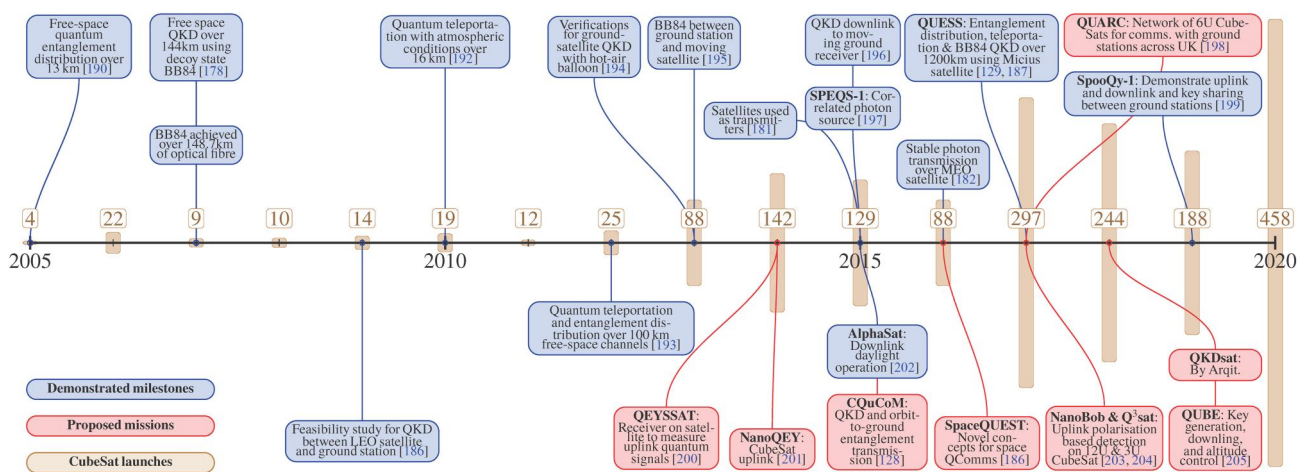 Free-space
quantum
entanglement
distribution over
13 km [190]
Free space
QKD over
144km using
decoy state
BB84 [178]
BB84 achieved
over 148.7km
of optical fibre
Quantum teleporta-
tion with atmospheric
conditions over
16 km [192]
Verifications
for ground-
satellite QKD
with hot-air
balloon [194]
BB84 between
ground station
and moving
satellite [195]
Satellites used
as transmit-
ters [181]
QKD downlink
to mov-
ing ground
receiver [196]
SPEQS-1: Cor-
related photon
source [197]
QUESS: Entanglement
distribution, teleporta-
tion & BB84 QKD over
1200km using Micius
satellite [129, 187]
Stable photon
transmission
over MEO
satellite [182]
QUARC: Network of 6U Cube-
Sats for comms. with ground
stations across UK [198]
SpooQy-1: Demonstrate uplink
and downlink and key sharing
between ground stations [199]
4 22 9 10 14 19 12 25 88 142 129 88 297 244 188 458
2005 2010 2015 2020
Quantum teleportation
and entanglement dis-
tribution over 100 km
free-space channels [193]
Feasibility study for QKD
between LEO satellite
and ground station [186]
QEYSSAT:
Receiver on satel-
lite to measure
uplink quantum
signals [200]
NanoQEY:
CubeSat
uplink [201]
AlphaSat:
Downlink
daylight
operation [202]
CQuCoM:
QKD and orbit-
to-ground
entanglement
transmis-
sion [128]
SpaceQUEST:
Novel con-
cepts for space
QComms [186]
NanoBob & Q³sat:
Uplink polarisation
based detection
on 12U & 3U
CubeSat [203, 204]
QKDsat:
By Arqit.
QUBE: Key
generation,
downling,
and altitude
control [205]
Demonstrated milestones
Proposed missions
CubeSat launches